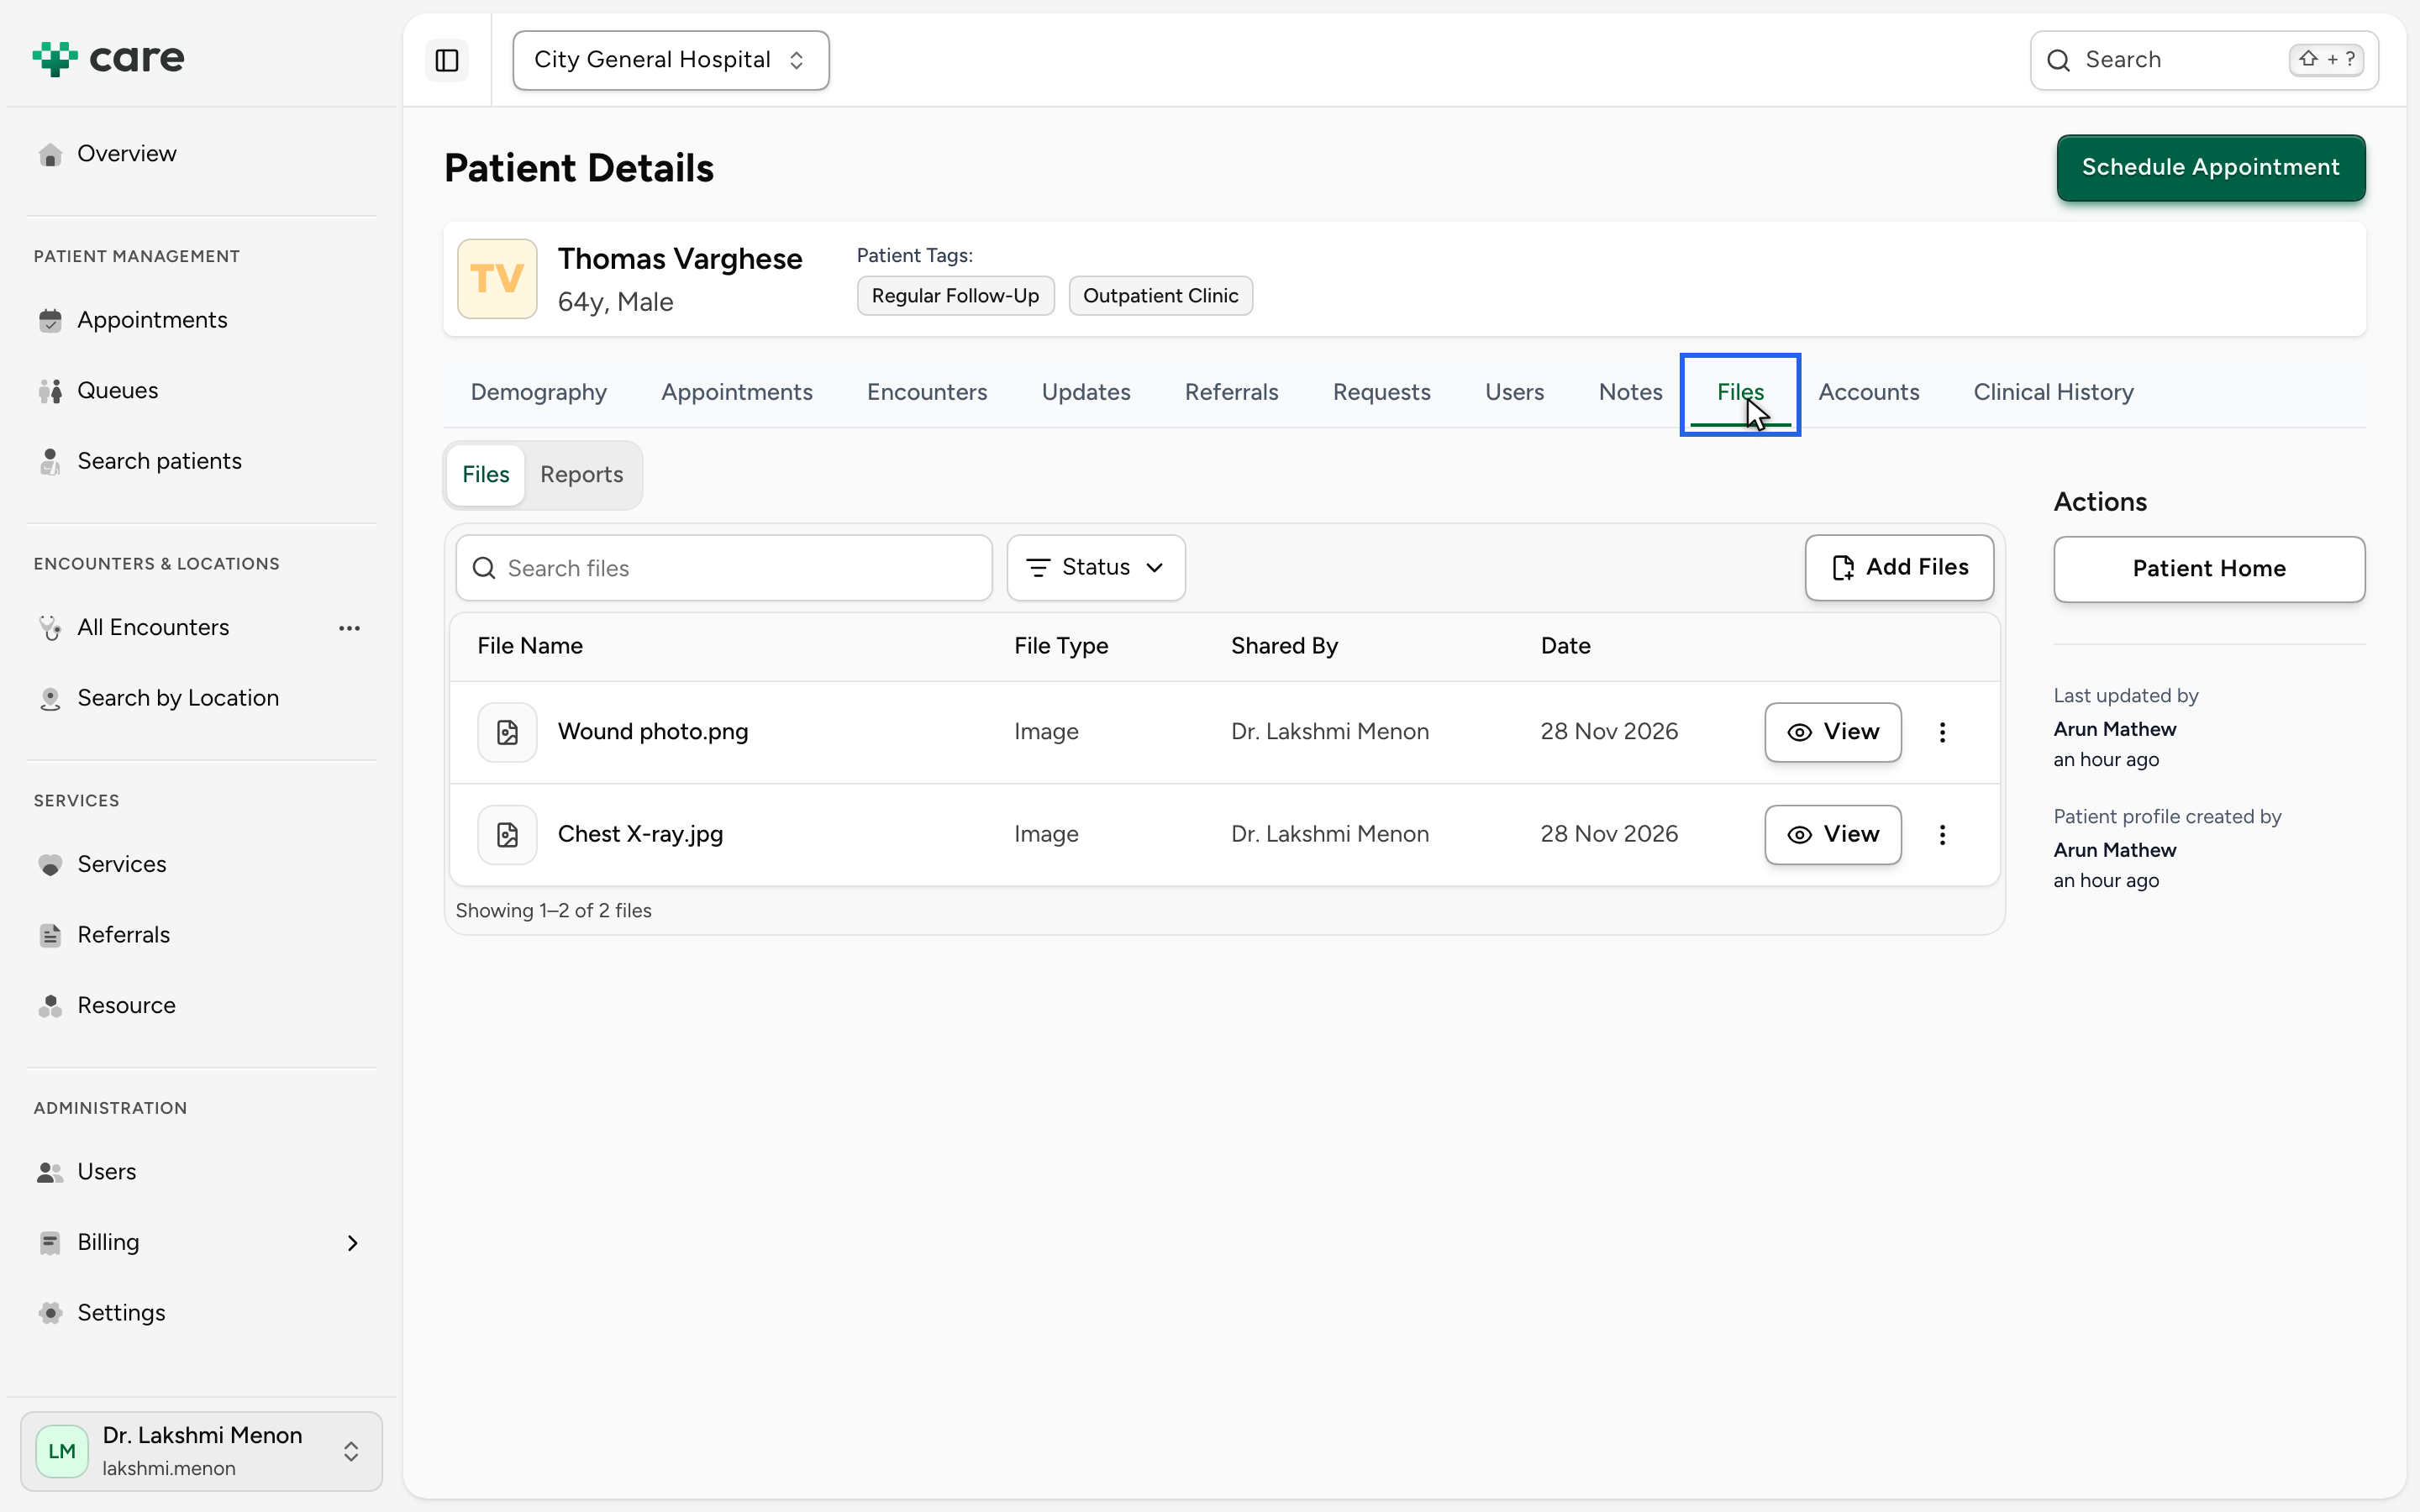 care
City General Hospital
Search
⇧ + ?
Overview
PATIENT MANAGEMENT
Appointments
Queues
Search patients
ENCOUNTERS & LOCATIONS
All Encounters
Search by Location
SERVICES
Services
Referrals
Resource
ADMINISTRATION
Users
Billing
Settings
LM
Dr. Lakshmi Menon
lakshmi.menon
Patient Details
Schedule Appointment
TV
Thomas Varghese
64y, Male
Patient Tags:
Regular Follow-Up
Outpatient Clinic
Demography
Appointments
Encounters
Updates
Referrals
Requests
Users
Notes
Files
Accounts
Clinical History
Files
Reports
Search files
Status
Add Files
File Name File Type Shared By Date
Wound photo.png Image Dr. Lakshmi Menon 28 Nov 2026 View
Chest X-ray.jpg Image Dr. Lakshmi Menon 28 Nov 2026 View
Showing 1–2 of 2 files
Actions
Patient Home
Last updated by
Arun Mathew
an hour ago
Patient profile created by
Arun Mathew
an hour ago